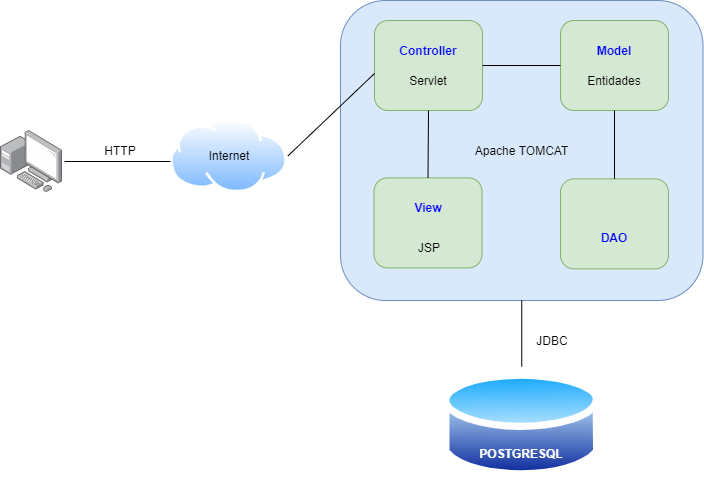 Controller
Servlet
Model
Entidades
HTTP
Internet
Apache TOMCAT
View
JSP
DAO
JDBC
POSTGRESQL